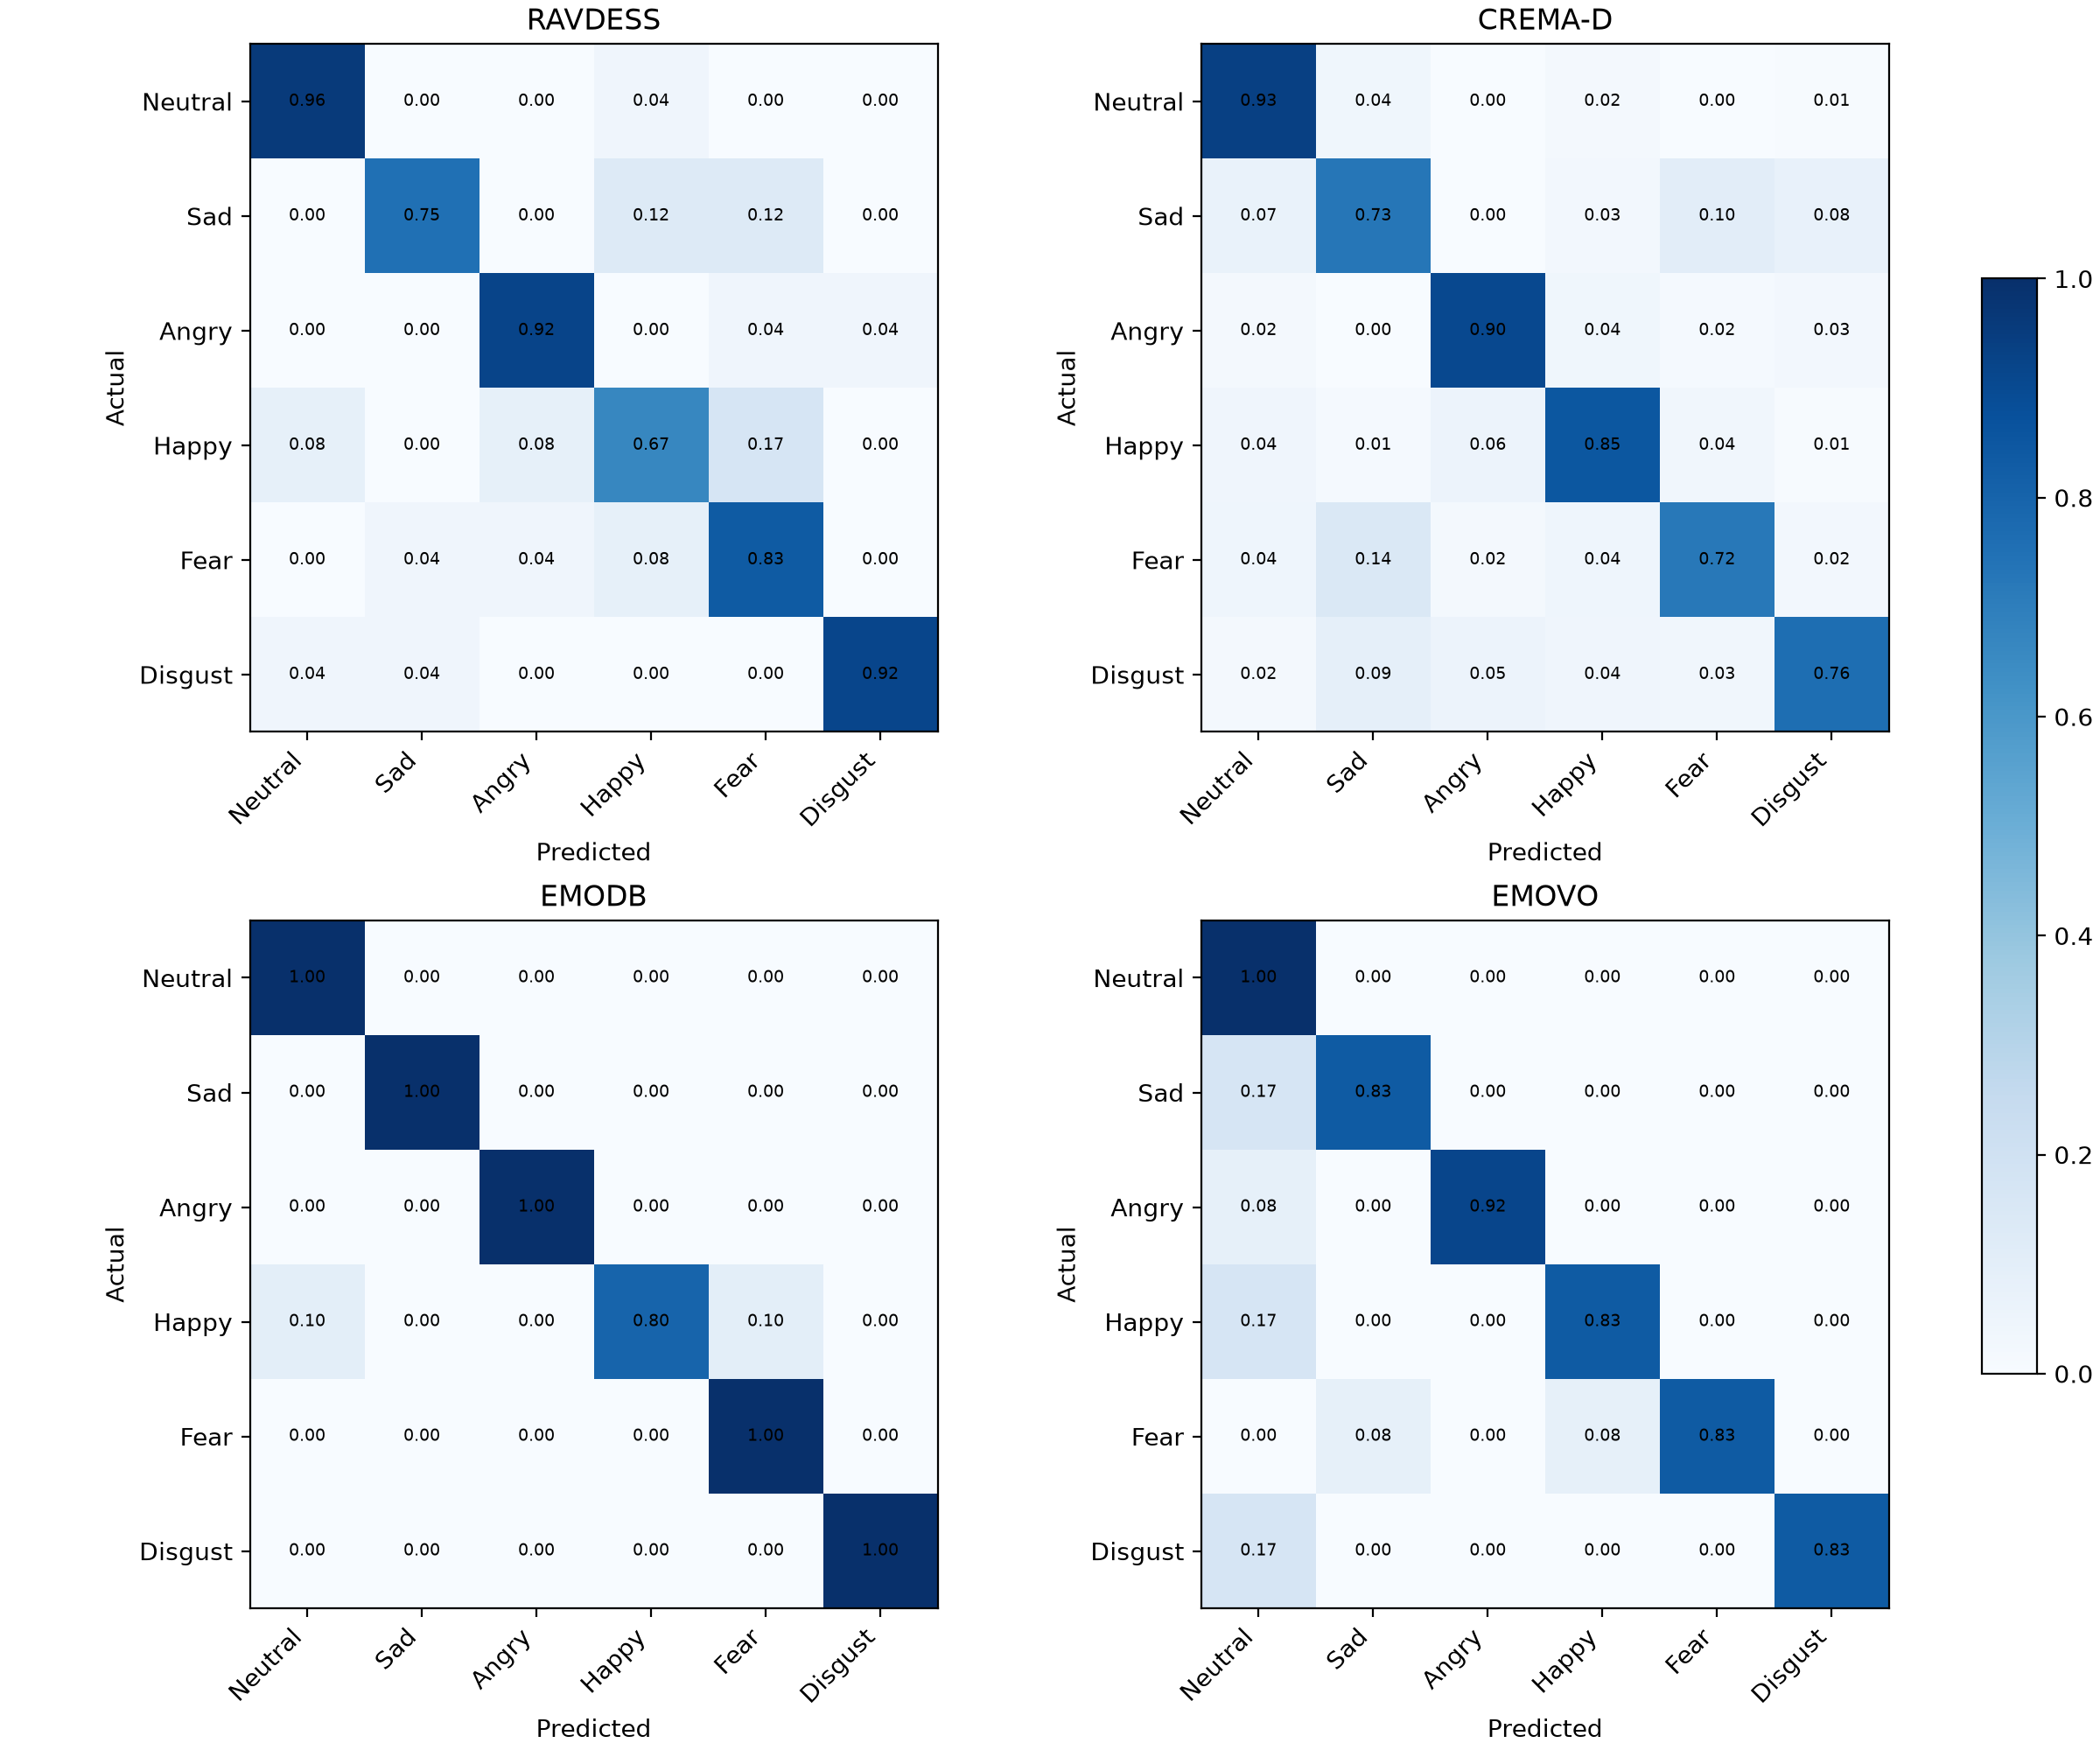 RAVDESS
Neutral 0.96 0.00 0.00 0.04 0.00 0.00
Sad 0.00 0.75 0.00 0.12 0.12 0.00
Angry 0.00 0.00 0.92 0.00 0.04 0.04
Happy 0.08 0.00 0.08 0.67 0.17 0.00
Fear 0.00 0.04 0.04 0.08 0.83 0.00
Disgust 0.04 0.04 0.00 0.00 0.00 0.92
Actual
Neutral Sad Angry Happy Fear Disgust
Predicted
CREMA-D
Neutral 0.93 0.04 0.00 0.02 0.00 0.01
Sad 0.07 0.73 0.00 0.03 0.10 0.08
Angry 0.02 0.00 0.90 0.04 0.02 0.03
Happy 0.04 0.01 0.06 0.85 0.04 0.01
Fear 0.04 0.14 0.02 0.04 0.72 0.02
Disgust 0.02 0.09 0.05 0.04 0.03 0.76
Actual
Neutral Sad Angry Happy Fear Disgust
Predicted
EMODB
Neutral 1.00 0.00 0.00 0.00 0.00 0.00
Sad 0.00 1.00 0.00 0.00 0.00 0.00
Angry 0.00 0.00 1.00 0.00 0.00 0.00
Happy 0.10 0.00 0.00 0.80 0.10 0.00
Fear 0.00 0.00 0.00 0.00 1.00 0.00
Disgust 0.00 0.00 0.00 0.00 0.00 1.00
Actual
Neutral Sad Angry Happy Fear Disgust
Predicted
EMOVO
Neutral 1.00 0.00 0.00 0.00 0.00 0.00
Sad 0.17 0.83 0.00 0.00 0.00 0.00
Angry 0.08 0.00 0.92 0.00 0.00 0.00
Happy 0.17 0.00 0.00 0.83 0.00 0.00
Fear 0.00 0.08 0.00 0.08 0.83 0.00
Disgust 0.17 0.00 0.00 0.00 0.00 0.83
Actual
Neutral Sad Angry Happy Fear Disgust
Predicted
1.0
0.8
0.6
0.4
0.2
0.0